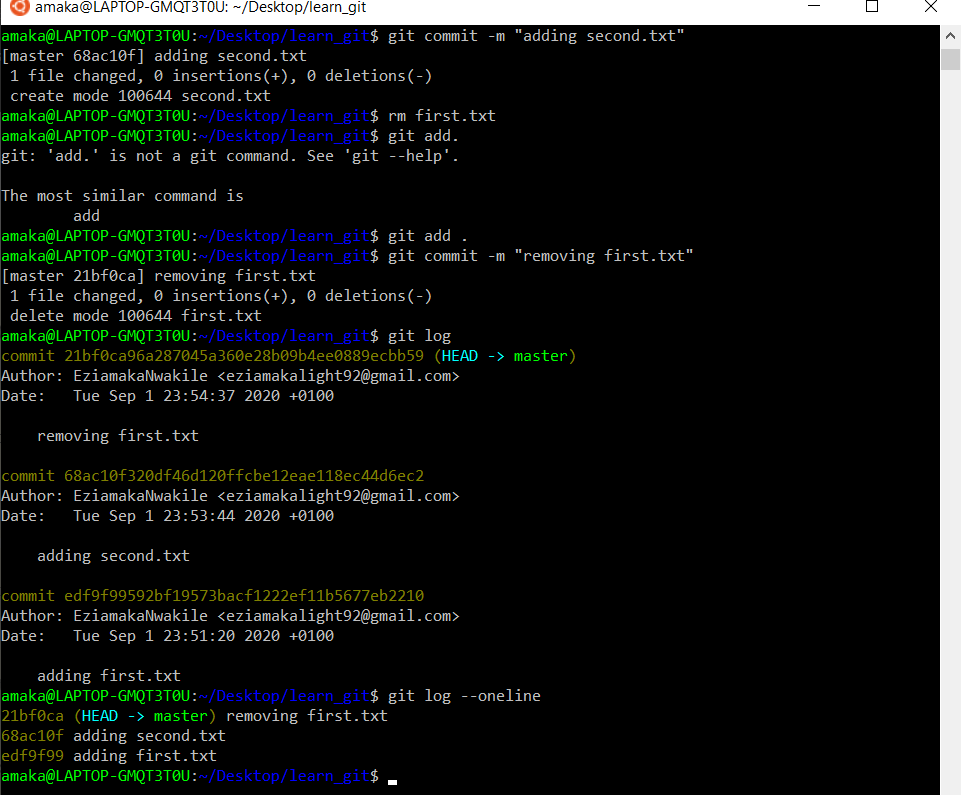 amaka@LAPTOP-GMQT3T0U: ~/Desktop/learn_git
amaka@LAPTOP-GMQT3T0U:~/Desktop/learn_git$ git commit -m "adding second.txt"
[master 68ac10f] adding second.txt
 1 file changed, 0 insertions(+), 0 deletions(-)
 create mode 100644 second.txt
amaka@LAPTOP-GMQT3T0U:~/Desktop/learn_git$ rm first.txt
amaka@LAPTOP-GMQT3T0U:~/Desktop/learn_git$ git add.
git: 'add.' is not a git command. See 'git --help'.

The most similar command is
        add
amaka@LAPTOP-GMQT3T0U:~/Desktop/learn_git$ git add .
amaka@LAPTOP-GMQT3T0U:~/Desktop/learn_git$ git commit -m "removing first.txt"
[master 21bf0ca] removing first.txt
 1 file changed, 0 insertions(+), 0 deletions(-)
 delete mode 100644 first.txt
amaka@LAPTOP-GMQT3T0U:~/Desktop/learn_git$ git log
commit 21bf0ca96a287045a360e28b09b4ee0889ecbb59 (HEAD -> master)
Author: EziamakaNwakile <eziamakalight92@gmail.com>
Date:   Tue Sep 1 23:54:37 2020 +0100

    removing first.txt

commit 68ac10f320df46d120ffcbe12eae118ec44d6ec2
Author: EziamakaNwakile <eziamakalight92@gmail.com>
Date:   Tue Sep 1 23:53:44 2020 +0100

    adding second.txt

commit edf9f99592bf19573bacf1222ef11b5677eb2210
Author: EziamakaNwakile <eziamakalight92@gmail.com>
Date:   Tue Sep 1 23:51:20 2020 +0100

    adding first.txt
amaka@LAPTOP-GMQT3T0U:~/Desktop/learn_git$ git log --oneline
21bf0ca (HEAD -> master) removing first.txt
68ac10f adding second.txt
edf9f99 adding first.txt
amaka@LAPTOP-GMQT3T0U:~/Desktop/learn_git$